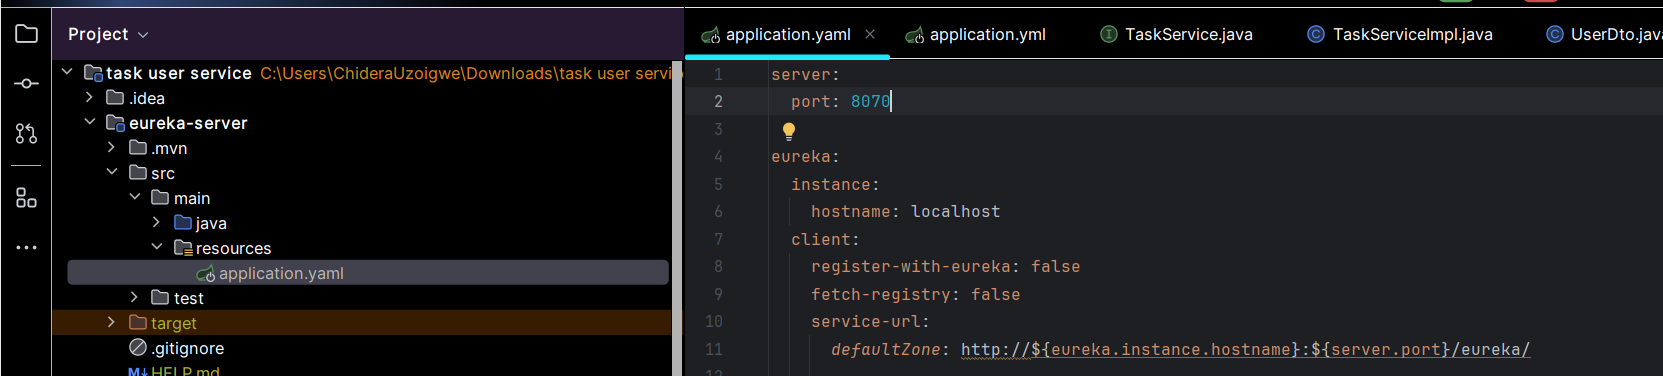 Project
task user service C:\Users\ChideraUzoigwe\Downloads\task user servi
.idea
eureka-server
.mvn
src
main
java
resources
application.yaml
test
target
.gitignore
HELP.md
application.yaml
application.yml
TaskService.java
TaskServiceImpl.java
UserDto.java
1 server:
2 port: 8070
3
4 eureka:
5 instance:
6 hostname: localhost
7 client:
8 register-with-eureka: false
9 fetch-registry: false
10 service-url:
11 defaultZone: http://${eureka.instance.hostname}:${server.port}/eureka/